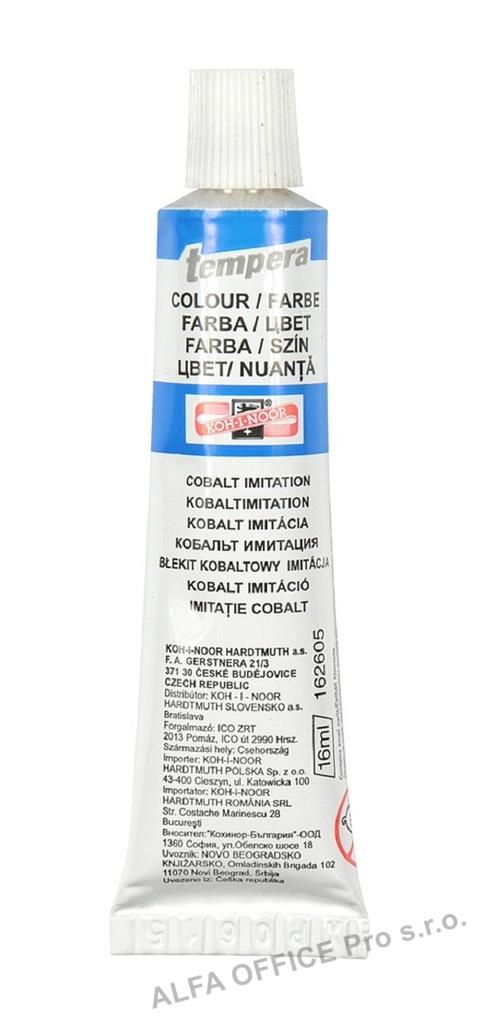 tempera
COLOUR / FARBE
FARBA / ЦВЕТ
FARBA / SZÍN
ЦВЕТ/ NUANȚĂ
®
KOH-I-NOOR
COBALT IMITATION
KOBALTIMITATION
KOBALT IMITÁCIA
КОБАЛЬТ ИМИТАЦИЯ
BŁEKIT KOBALTOWY IMITACJA
KOBALT IMITÁCIÓ
IMITAȚIE COBALT
KOH-I-NOOR HARDTMUTH a.s.
F. A. GERSTNERA 21/3
371 30 ČESKÉ BUDĚJOVICE
CZECH REPUBLIC
Distribútor: KOH - I - NOOR
HARDTMUTH SLOVENSKO a.s.
Bratislava
Forgalmazó: ICO ZRT
2013 Pomáz, ICO út 2990 Hrsz.
Származási hely: Csehország
Importer: KOH-I-NOOR
HARDTMUTH POLSKA Sp. z o.o.
43-400 Cieszyn, ul. Katowicka 100
Importator: KOH-I-NOOR
HARDTMUTH ROMÂNIA SRL
Str. Costache Marinescu 28
București
Вносител:"Кохинор-България"-ООД
1360 София, ул.Обелско шосе 18
Uvoznik: NOVO BEOGRADSKO
KNJIŽARSKO, Omladinskih Brigada 102
11070 Novi Beograd, Srbija
Uvezeno iz: Češka republika
16ml 162605
ALFA OFFICE Pro s.r.o.